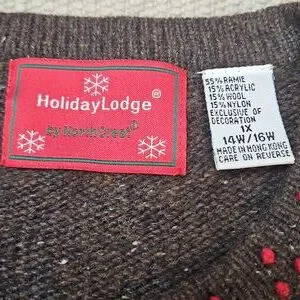 HolidayLodge®
By NorthCrest®
55% RAMIE
15% ACRYLIC
15% WOOL
15% NYLON
EXCLUSIVE OF
DECORATION
1X
14W/16W
MADE IN HONG KONG
CARE ON REVERSE